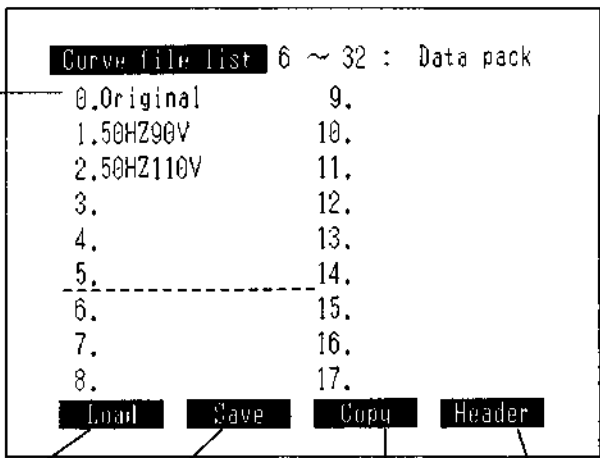 Curve file list 6 ~ 32 : Data pack
0.Original 9.
1.50HZ90V 10.
2.50HZ110V 11.
3. 12.
4. 13.
5. 14.
6. 15.
7. 16.
8. 17.
Load Save Copy Header